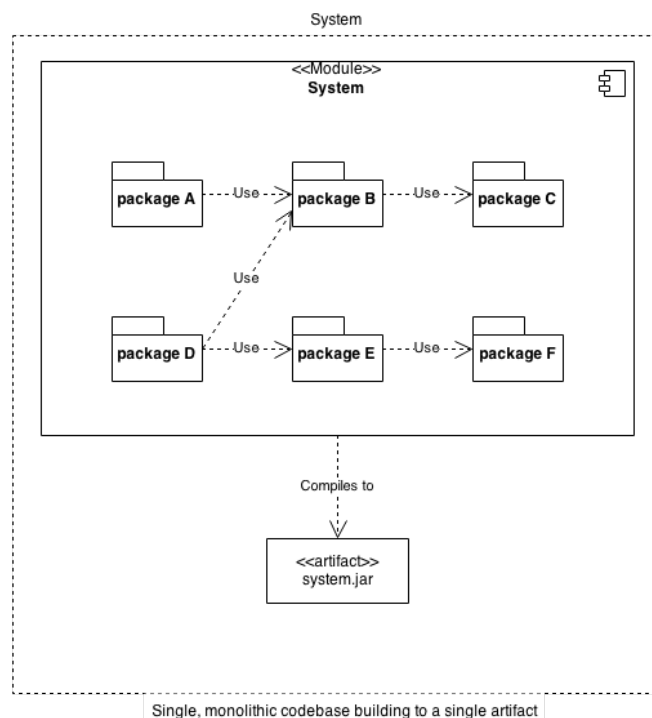 System
<<Module>>
System
package A
Use
package B
Use
package C
Use
package D
Use
package E
Use
package F
Compiles to
<<artifact>>
system.jar
Single, monolithic codebase building to a single artifact